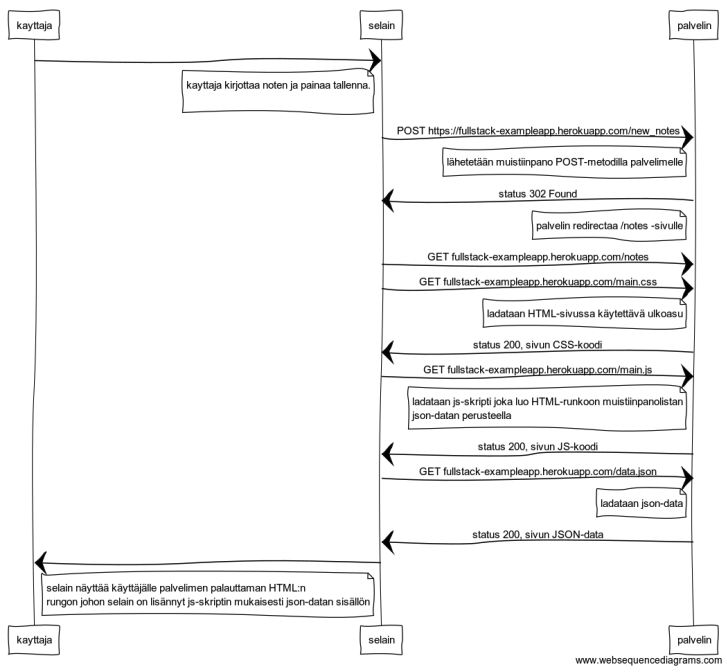 kayttaja
selain
palvelin
kayttaja kirjottaa noten ja painaa tallenna.
POST https://fullstack-exampleapp.herokuapp.com/new_notes
lähetetään muistiinpano POST-metodilla palvelimelle
status 302 Found
palvelin redirectaa /notes -sivulle
GET fullstack-exampleapp.herokuapp.com/notes
GET fullstack-exampleapp.herokuapp.com/main.css
ladataan HTML-sivussa käytettävä ulkoasu
status 200, sivun CSS-koodi
GET fullstack-exampleapp.herokuapp.com/main.js
ladataan js-skripti joka luo HTML-runkoon muistiinpanolistan
json-datan perusteella
status 200, sivun JS-koodi
GET fullstack-exampleapp.herokuapp.com/data.json
ladataan json-data
status 200, sivun JSON-data
selain näyttää käyttäjälle palvelimen palauttaman HTML:n
rungon johon selain on lisännyt js-skriptin mukaisesti json-datan sisällön
kayttaja
selain
palvelin
www.websequencediagrams.com